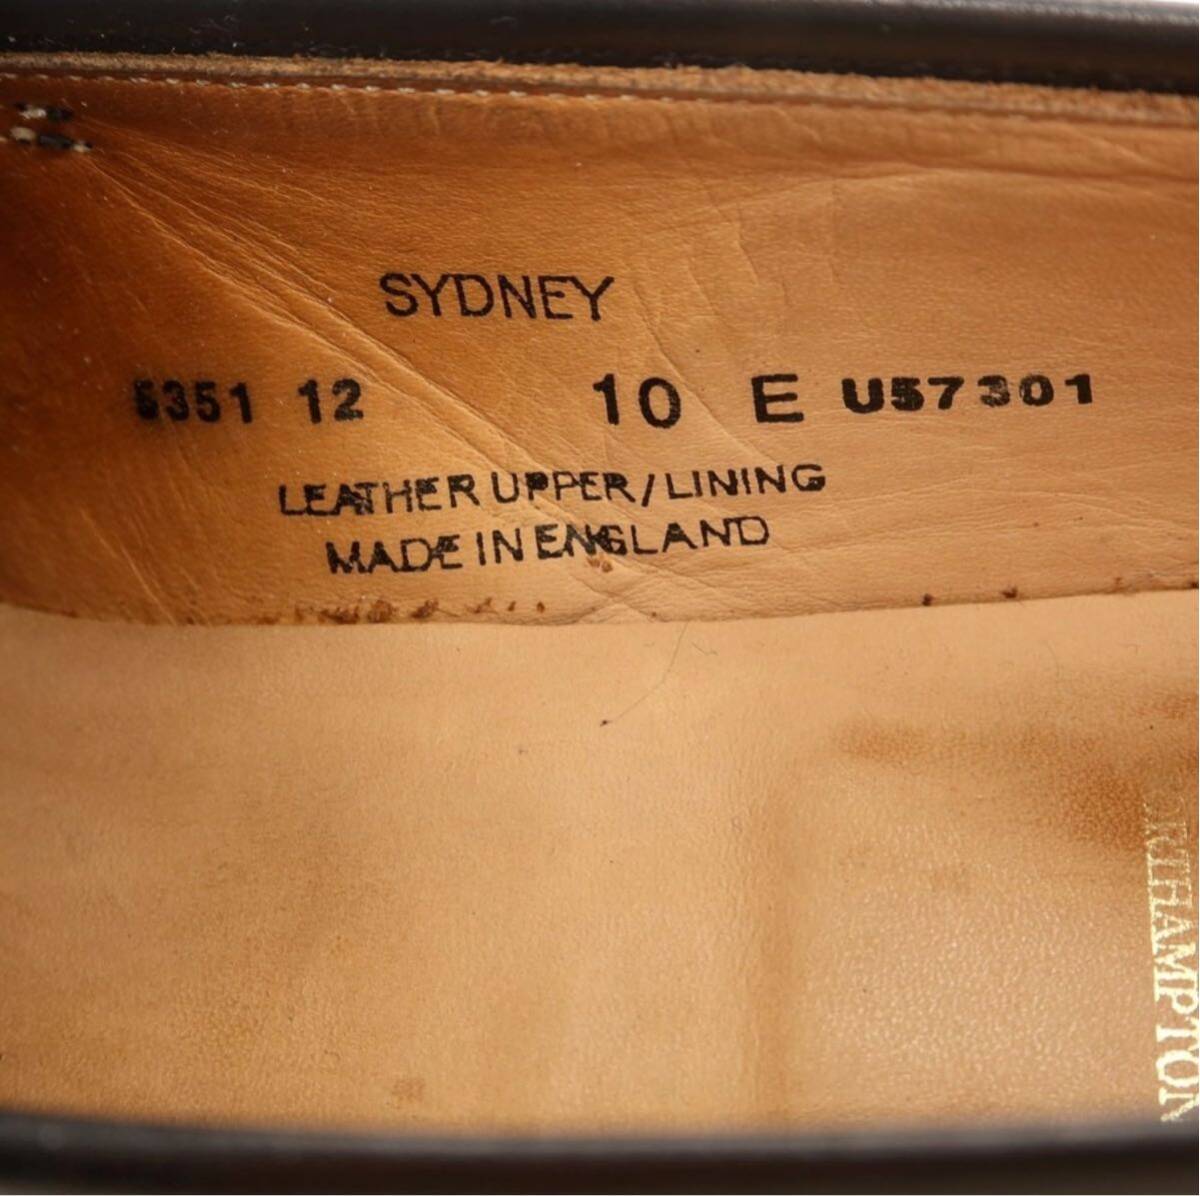 SYDNEY
5351 12 10 E U57301
LEATHER UPPER/LINING
MADE IN ENGLAND